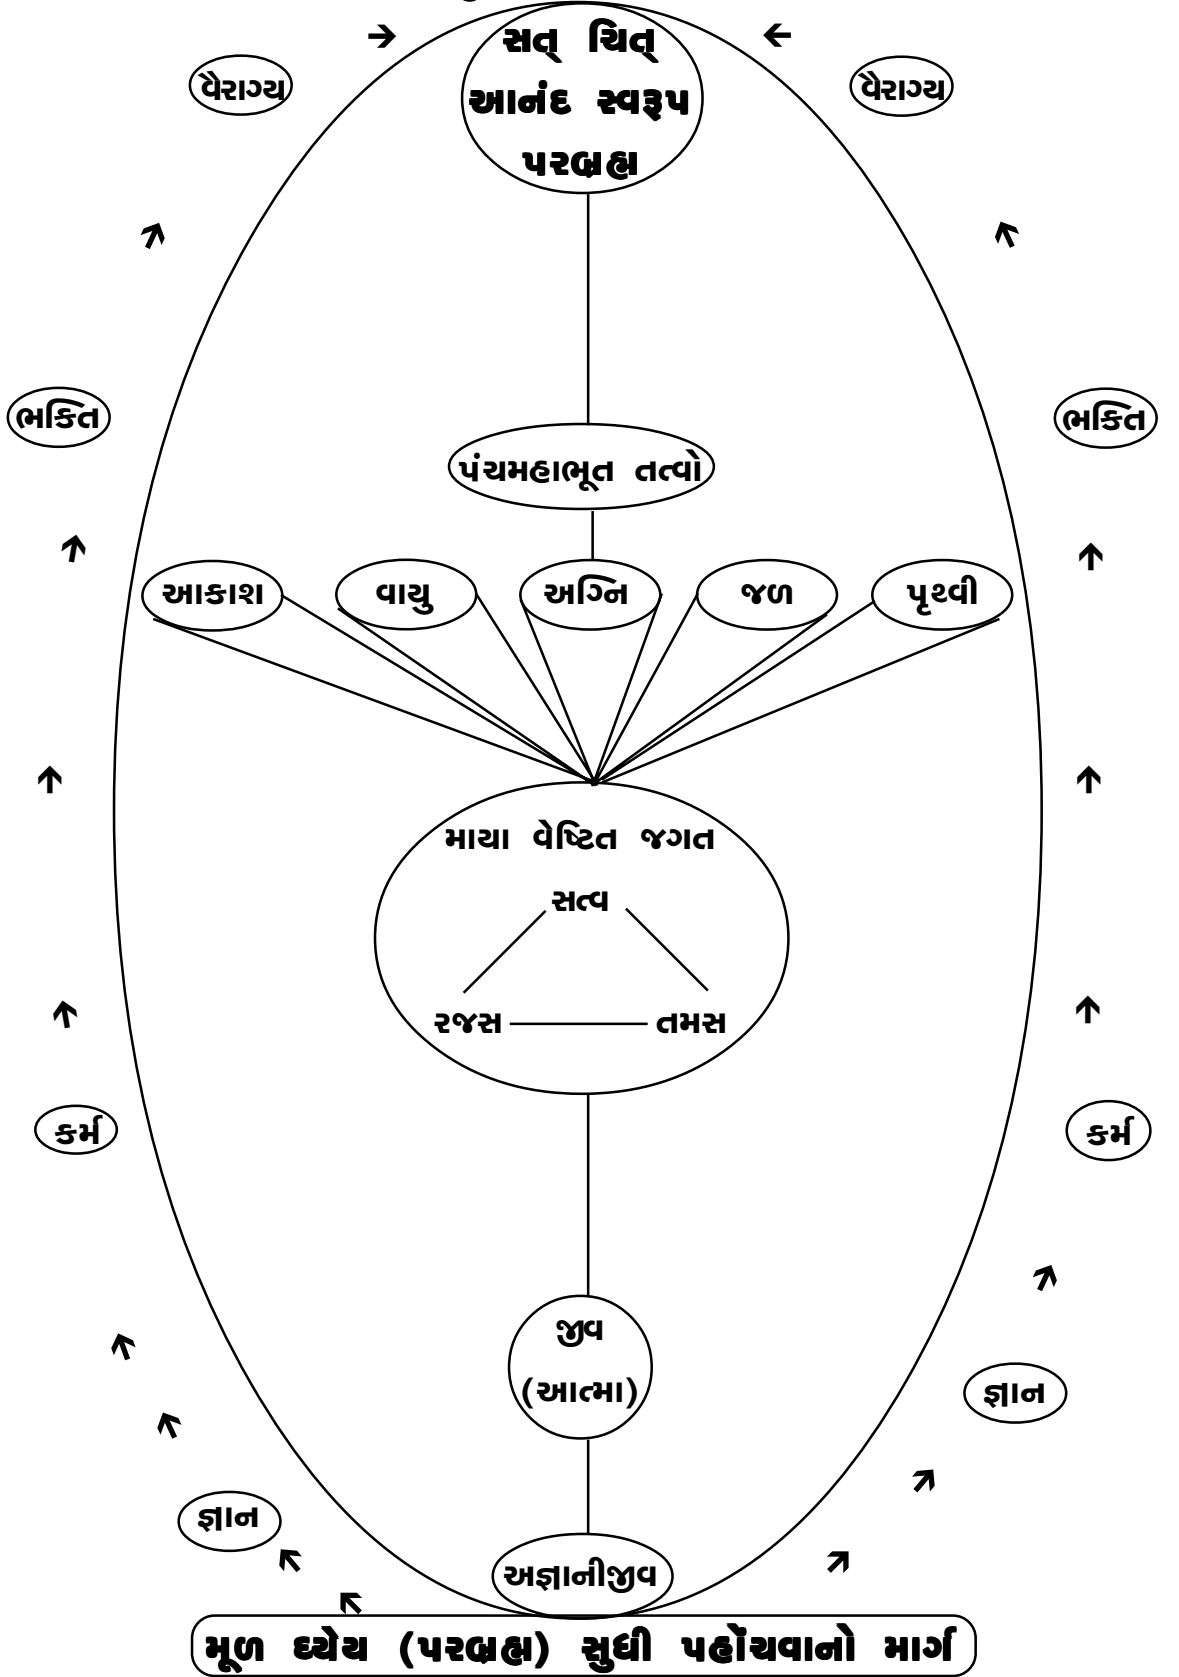 સત્ ચિત્
આનંદ સ્વરૂપ
પરબ્રહ્મ
વૈરાગ્ય
વૈરાગ્ય
ભકિત
ભકિત
પંચમહાભૂત તત્વો
આકાશ
વાયુ
અગ્નિ
જળ
પૃથ્વી
માયા વેષ્ટિત જગત
સત્વ
રજસ
તમસ
કર્મ
કર્મ
જીવ
(આત્મા)
જ્ઞાન
જ્ઞાન
અજ્ઞાનીજીવ
મૂળ ધ્યેય (પરબ્રહ્મ) સુધી પહોંચવાનો માર્ગ